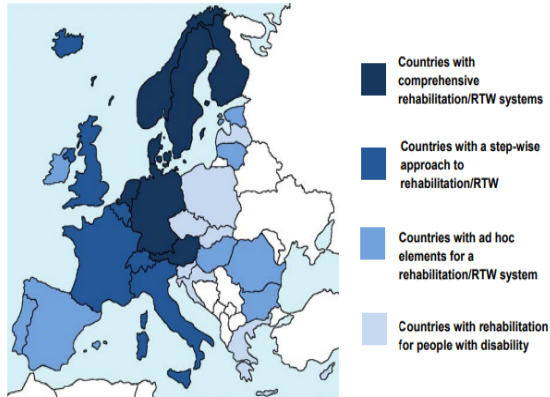 Countries with
comprehensive
rehabilitation/RTW systems
Countries with a step-wise
approach to
rehabilitation/RTW
Countries with ad hoc
elements for a
rehabilitation/RTW system
Countries with rehabilitation
for people with disability